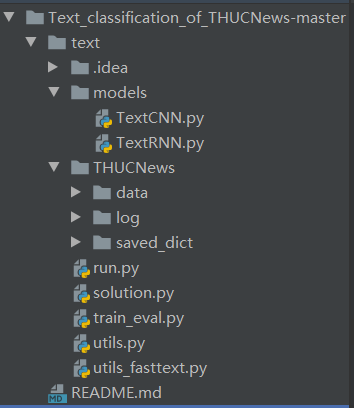 Text_classification_of_THUCNews-master
text
.idea
models
TextCNN.py
TextRNN.py
THUCNews
data
log
saved_dict
run.py
solution.py
train_eval.py
utils.py
utils_fasttext.py
MD README.md